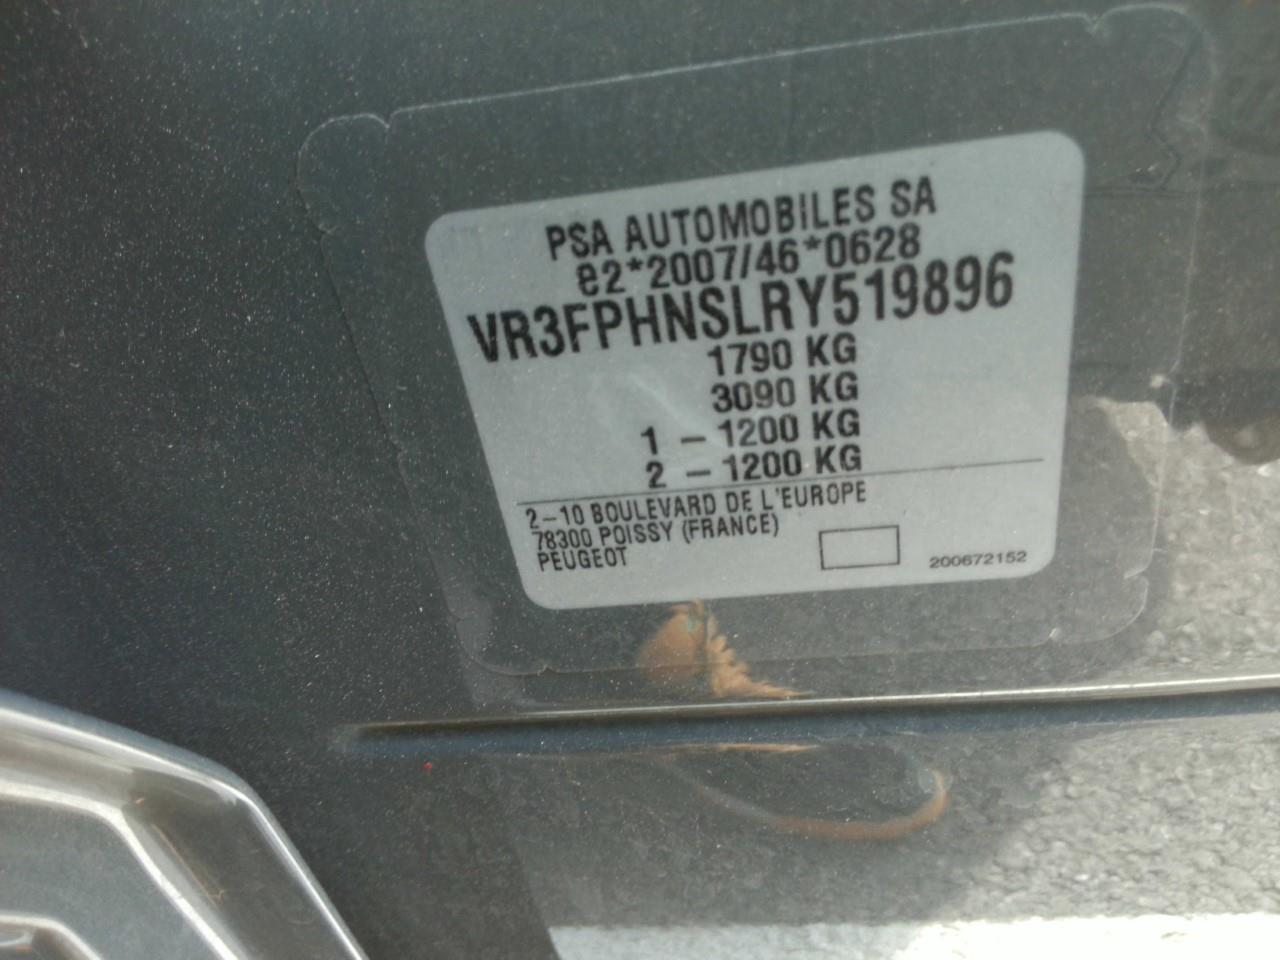 PSA AUTOMOBILES SA
e2*2007/46*0628
VR3FPHNSLRY519896
1790 KG
3090 KG
1 – 1200 KG
2 – 1200 KG
2–10 BOULEVARD DE L'EUROPE
78300 POISSY (FRANCE)
PEUGEOT
200672152